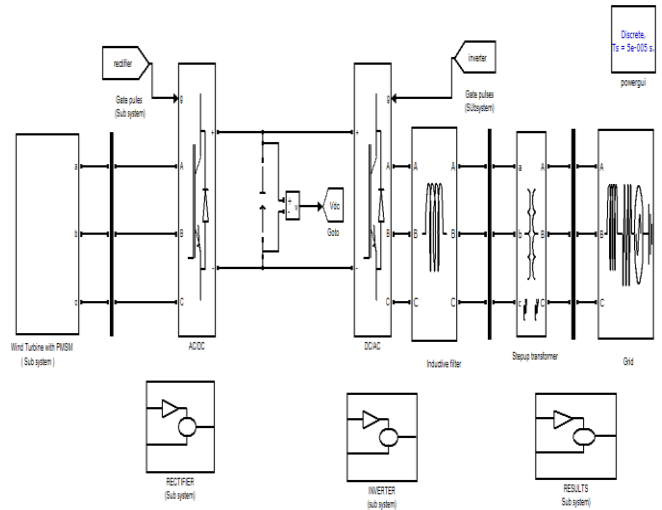 Discrete,
Ts = 5e-005 s.
powergui
rectifier
inverter
Gate pules
(Sub system)
Gate pulses
(SUbsystem)
g
g
+
+
a
A
A
A
A
a
A
A
+
-
v
Vdc
Goto
b
B
B
B
B
b
B
B
-
-
c
C
C
C
C
c
C
C
Wind Turbine with PMSM
( Sub system )
AC/DC
DC/AC
Inductive filter
Stepup transformer
Grid
RECTIFIER
(Sub system)
INVERTER
(sub system)
RESULTS
Sub system)